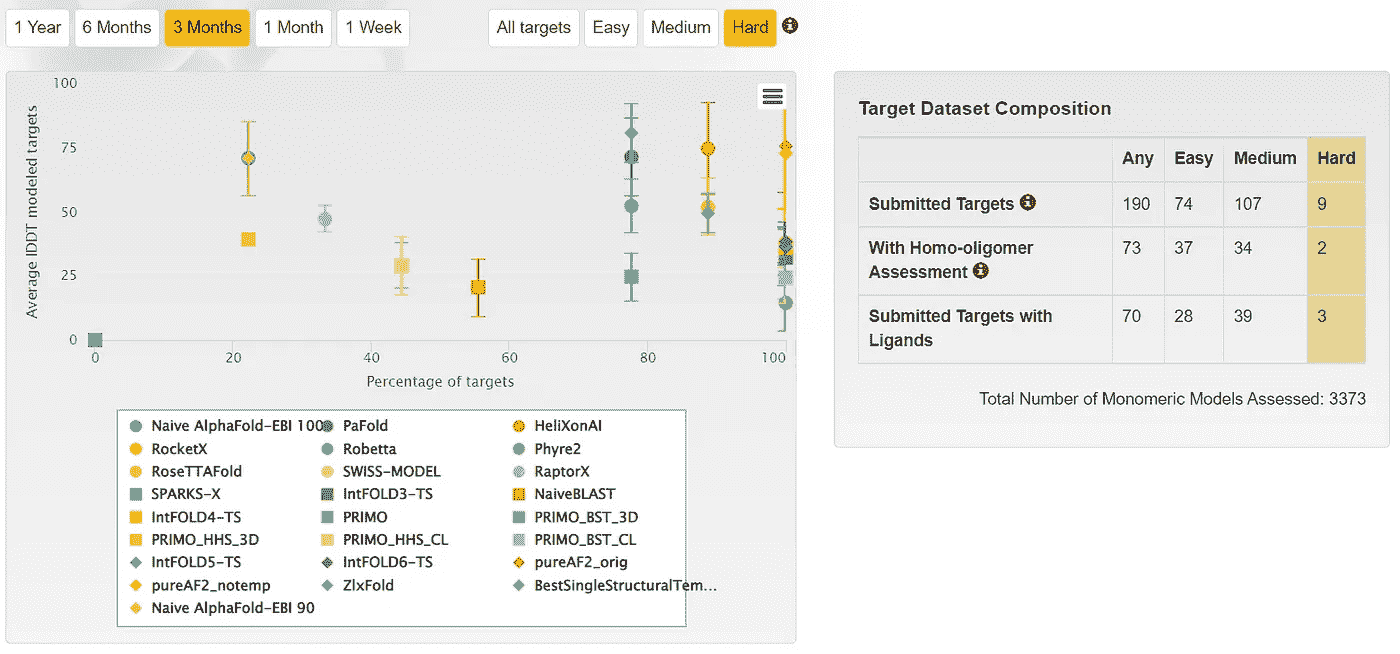 1 Year 6 Months 3 Months 1 Month 1 Week All targets Easy Medium Hard
100
75
50
25
0
Average lDDT modeled targets
0 20 40 60 80 100
Percentage of targets
Naive AlphaFold-EBI 100 PaFold HeliXonAI
RocketX Robetta Phyre2
RoseTTAFold SWISS-MODEL RaptorX
SPARKS-X IntFOLD3-TS NaiveBLAST
IntFOLD4-TS PRIMO PRIMO_BST_3D
PRIMO_HHS_3D PRIMO_HHS_CL PRIMO_BST_CL
IntFOLD5-TS IntFOLD6-TS pureAF2_orig
pureAF2_notemp ZlxFold BestSingleStructuralTem...
Naive AlphaFold-EBI 90
Target Dataset Composition
Any Easy Medium Hard
Submitted Targets 190 74 107 9
With Homo-oligomer 73 37 34 2
Assessment
Submitted Targets with 70 28 39 3
Ligands
Total Number of Monomeric Models Assessed: 3373